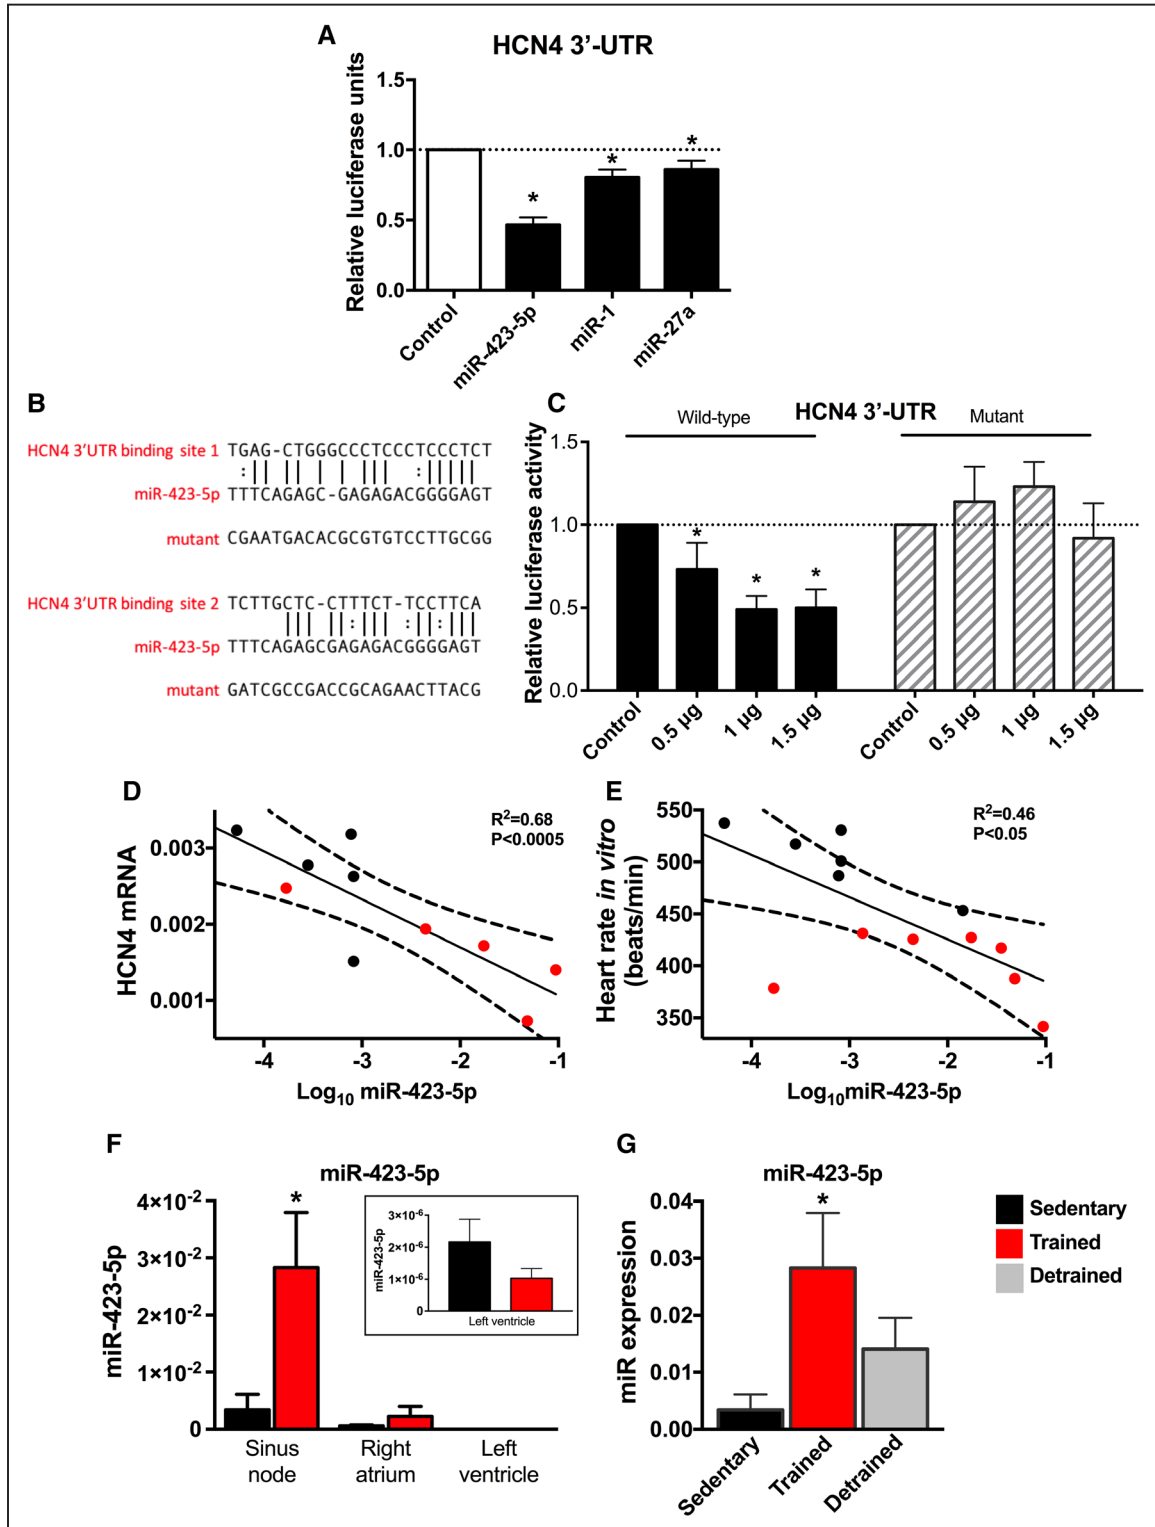 A
HCN4 3’-UTR
Relative luciferase units
1.5
1.0
0.5
0.0
*
*
*
Control
miR-423-5p
miR-1
miR-27a
B
HCN4 3’UTR binding site 1 TGAG-CTGGGCCCTCCCTCCCTCT
:|| || | | ||| :|||||
miR-423-5p TTTCAGAGC-GAGAGACGGGGAGT
mutant CGAATGACACGCGTGTCCTTGCGG
HCN4 3’UTR binding site 2 TCTTGCTC-CTTTCT-TCCTTCA
||| ||:||| :||:|||
miR-423-5p TTTCAGAGCGAGAGACGGGGAGT
mutant GATCGCCGACCGCAGAACTTACG
C
HCN4 3’-UTR
Wild-type
Mutant
Relative luciferase activity
1.5
1.0
0.5
0.0
*
*
*
Control
0.5 µg
1 µg
1.5 µg
Control
0.5 µg
1 µg
1.5 µg
D
HCN4 mRNA
0.003
0.002
0.001
R²=0.68
P<0.0005
-4
-3
-2
-1
Log₁₀ miR-423-5p
E
Heart rate in vitro
(beats/min)
550
500
450
400
350
R²=0.46
P<0.05
-4
-3
-2
-1
Log₁₀miR-423-5p
F
miR-423-5p
miR-423-5p
4×10⁻²
3×10⁻²
2×10⁻²
1×10⁻²
0
*
Sinus
node
Right
atrium
Left
ventricle
miR-423-5p
3×10⁻⁶
2×10⁻⁶
1×10⁻⁶
0
Left ventricle
G
miR-423-5p
miR expression
0.04
0.03
0.02
0.01
0.00
*
Sedentary
Trained
Detrained
Sedentary
Trained
Detrained